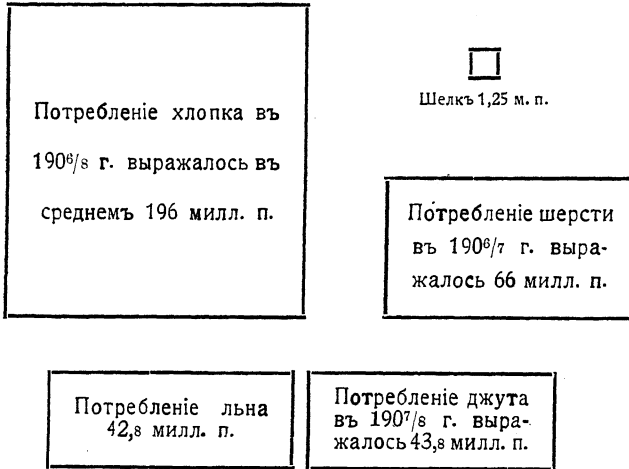 Потребленіе хлопка въ
190⁶/₈ г. выражалось въ
среднемъ 196 милл. п.
Шелкъ 1,25 м. п.
Потребленіе шерсти
въ 190⁶/₇ г. выра-
жалось 66 милл. п.
Потребленіе льна
42,8 милл. п.
Потребленіе джута
въ 190⁷/₈ г. выра-
жалось 43,8 милл. п.